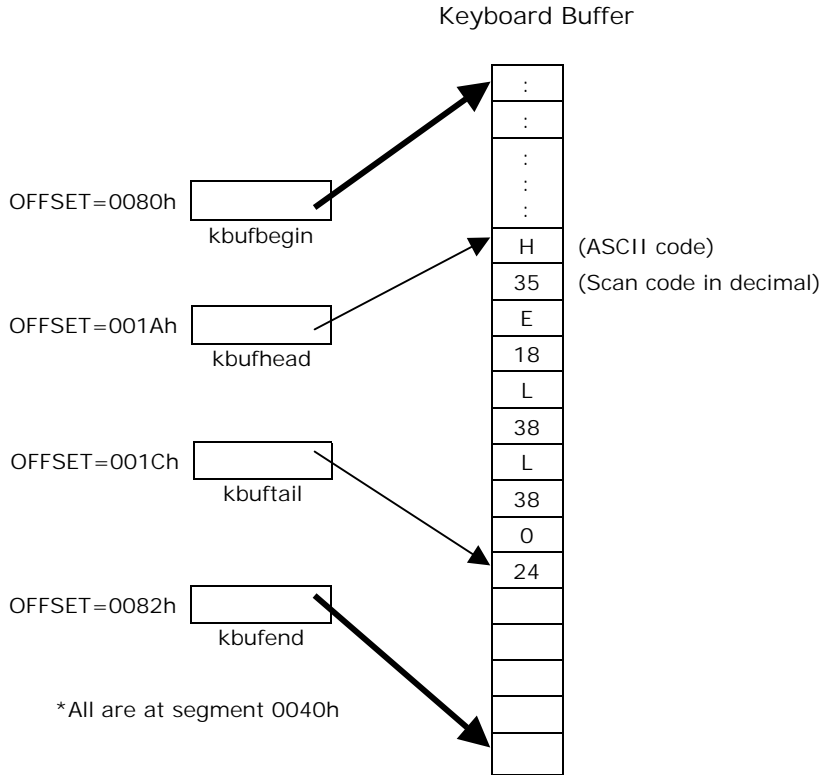 Keyboard Buffer
:
:
:
:
:
OFFSET=0080h
kbufbegin
H (ASCII code)
35 (Scan code in decimal)
OFFSET=001Ah
kbufhead
E
18
L
38
OFFSET=001Ch
kbuftail
L
38
O
24
OFFSET=0082h
kbufend
*All are at segment 0040h